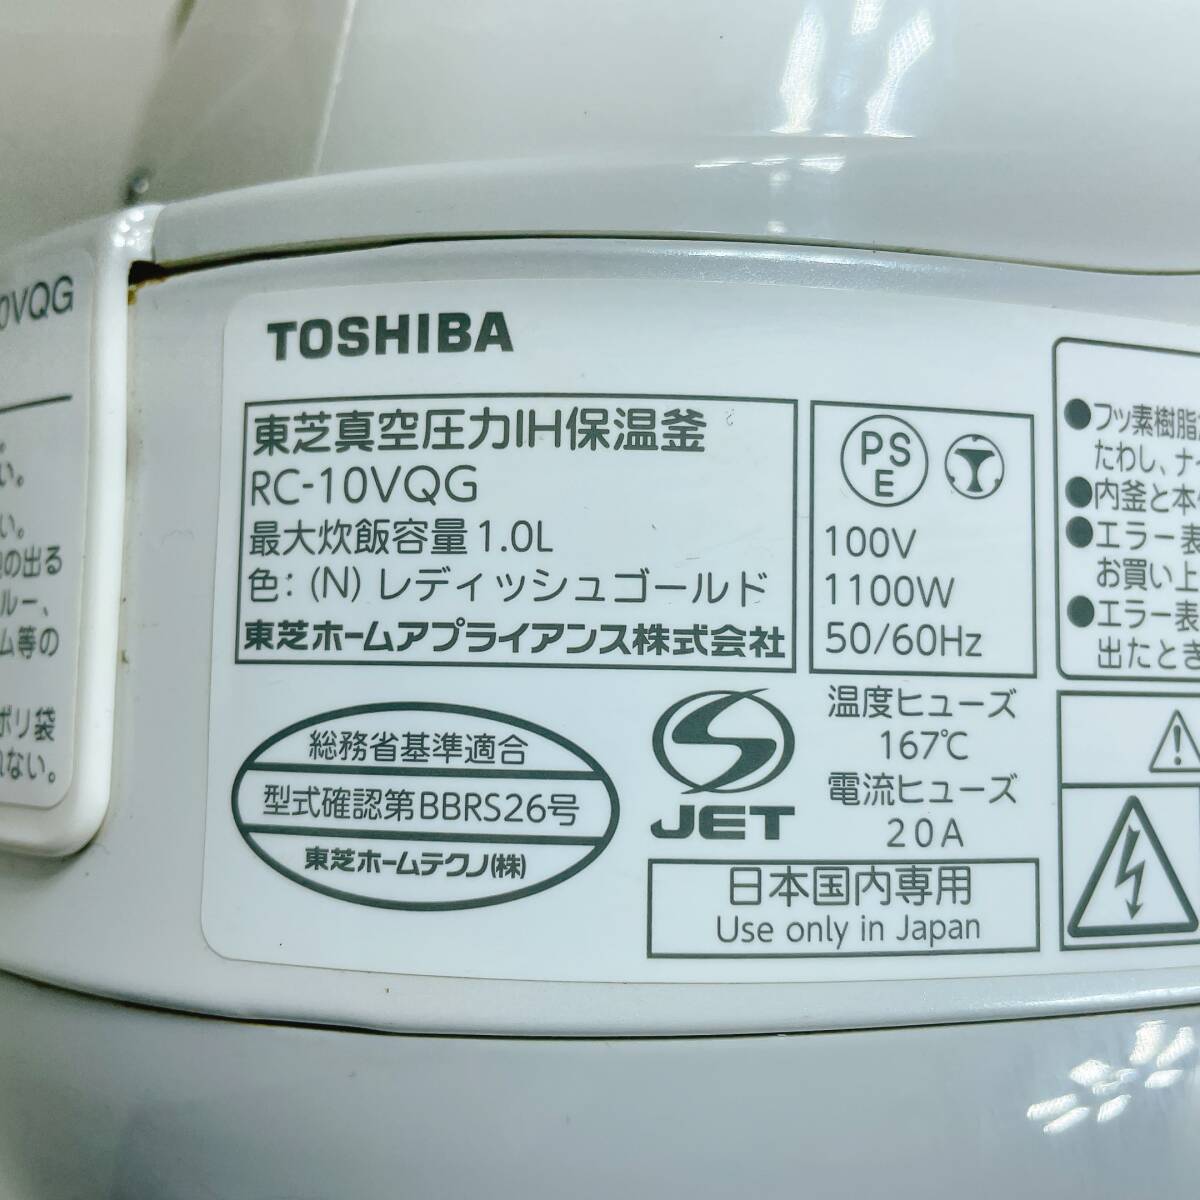 0VQG
い。
い。
の出る
ルー、
ム等の
ポリ袋
れない。
TOSHIBA
東芝真空圧力IH保温釜
RC-10VQG
最大炊飯容量1.0L
色:(N)レディッシュゴールド
東芝ホームアプライアンス株式会社
PS
E
100V
1100W
50/60Hz
総務省基準適合
型式確認第BBRS26号
東芝ホームテクノ(株)
JET
温度ヒューズ
167℃
電流ヒューズ
20A
日本国内専用
Use only in Japan
●フッ素樹脂
たわし、ナイ
●内釜と本
●エラー表
お買い上
●エラー表
出たとき